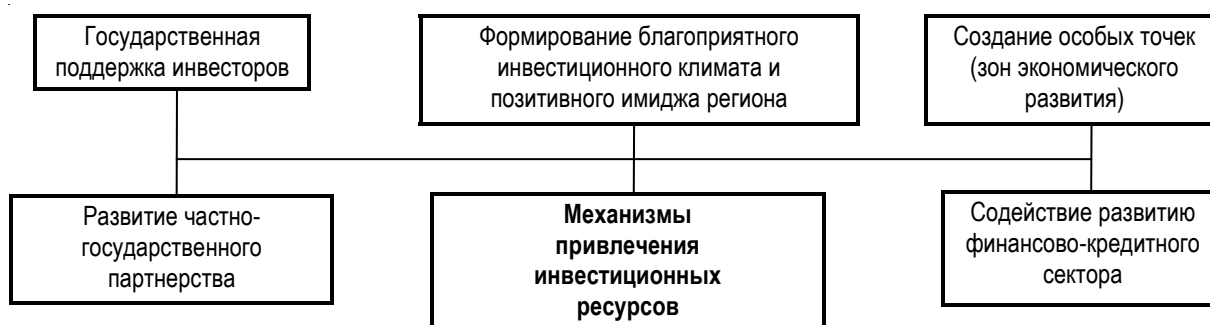 Государственная
поддержка инвесторов
Формирование благоприятного
инвестиционного климата и
позитивного имиджа региона
Создание особых точек
(зон экономического
развития)
Развитие частно-
государственного
партнерства
Механизмы
привлечения
инвестиционных
ресурсов
Содействие развитию
финансово-кредитного
сектора